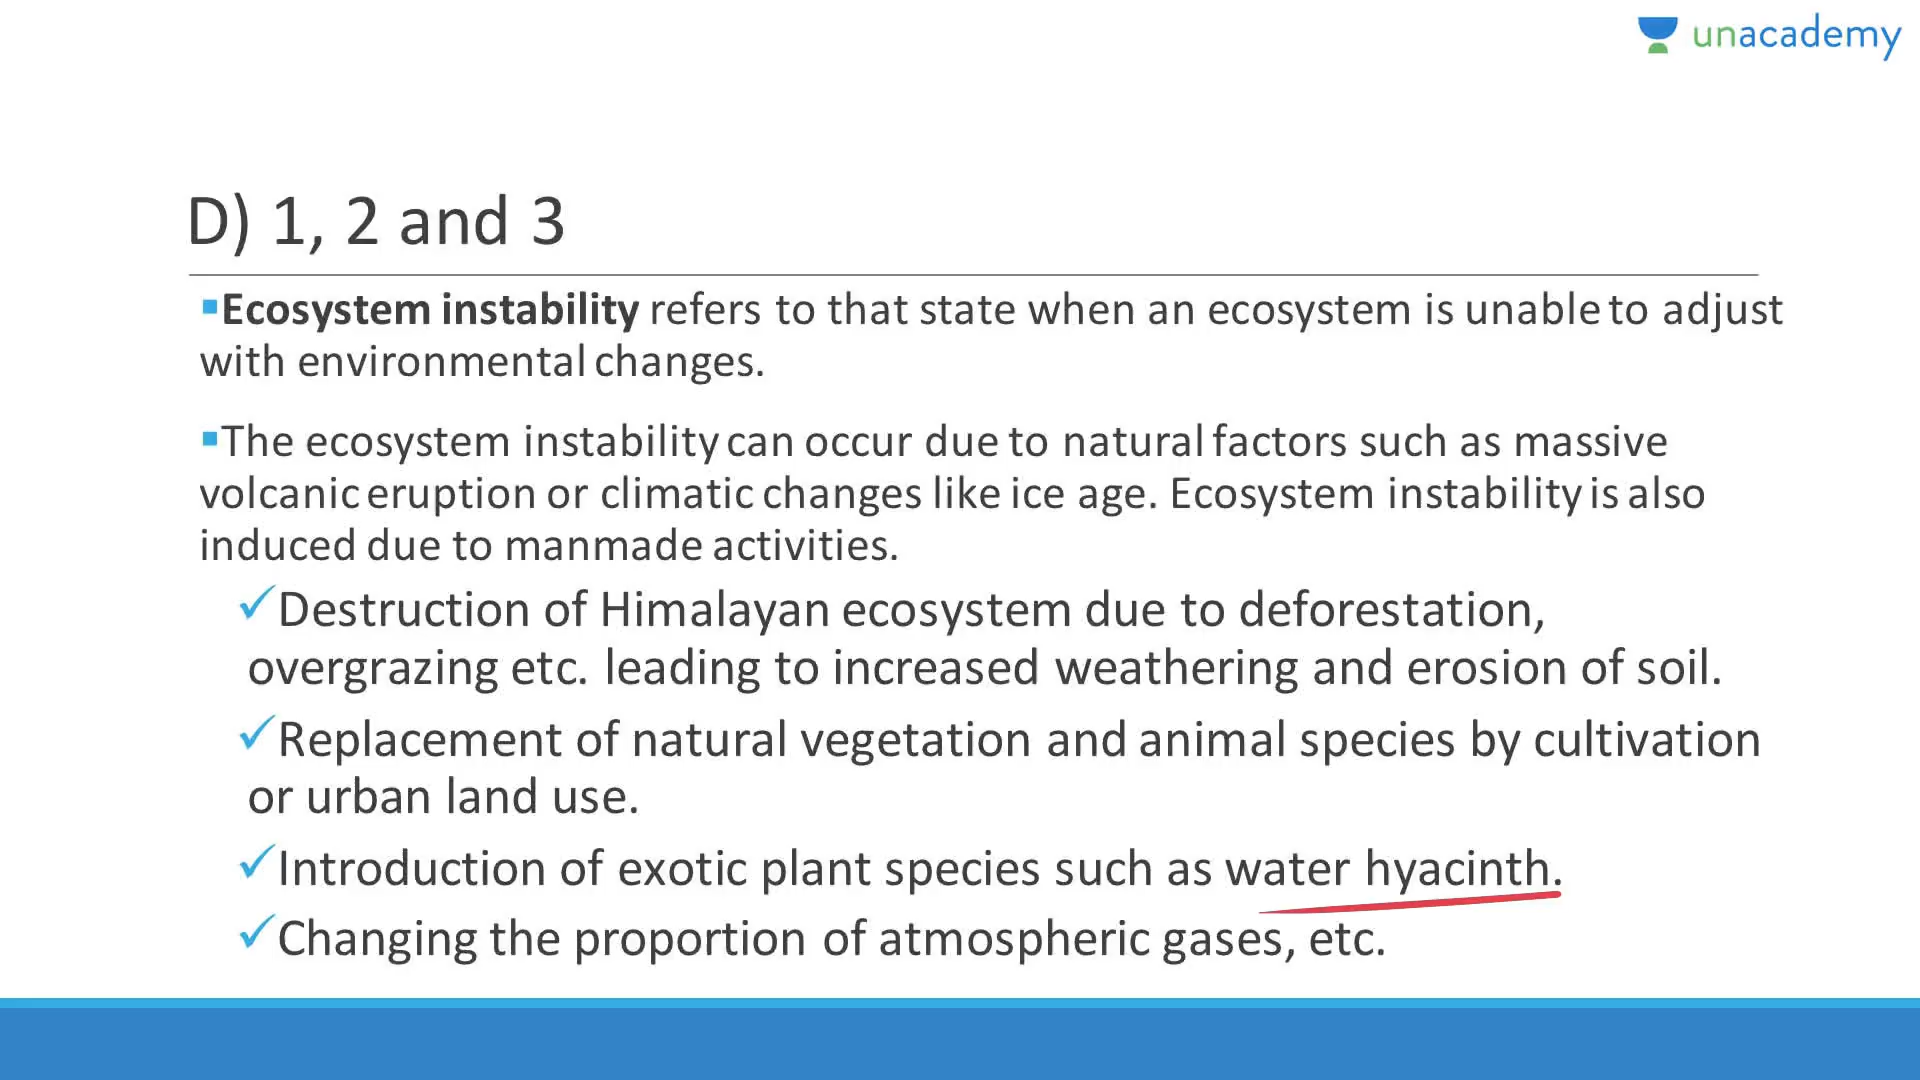 unacademy
D) 1, 2 and 3
▪Ecosystem instability refers to that state when an ecosystem is unable to adjust
with environmental changes.
▪The ecosystem instability can occur due to natural factors such as massive
volcanic eruption or climatic changes like ice age. Ecosystem instability is also
induced due to manmade activities.
✓Destruction of Himalayan ecosystem due to deforestation,
overgrazing etc. leading to increased weathering and erosion of soil.
✓Replacement of natural vegetation and animal species by cultivation
or urban land use.
✓Introduction of exotic plant species such as water hyacinth.
✓Changing the proportion of atmospheric gases, etc.